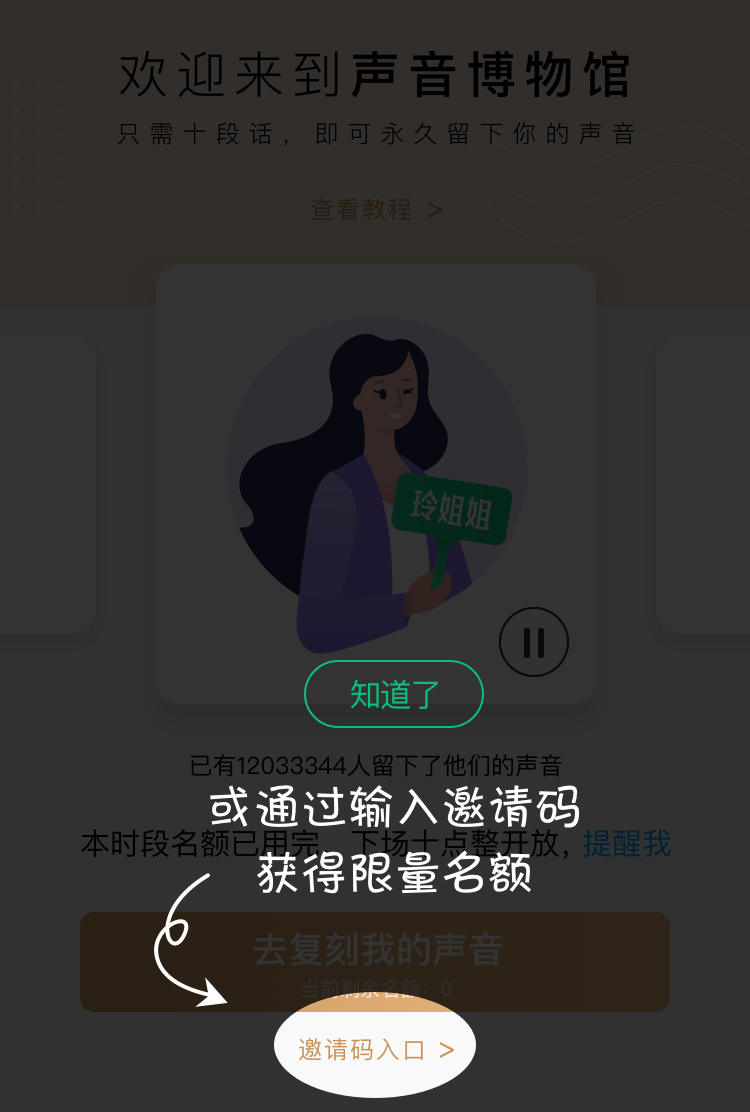 欢迎来到声音博物馆
只需十段话，即可永久留下你的声音
查看教程 >
玲姐姐
知道了
已有12033344人留下了他们的声音
或通过输入邀请码
本时段名额已用完，下场十点整开放，提醒我
获得限量名额
去复刻我的声音
当前剩余名额：0
邀请码入口 >